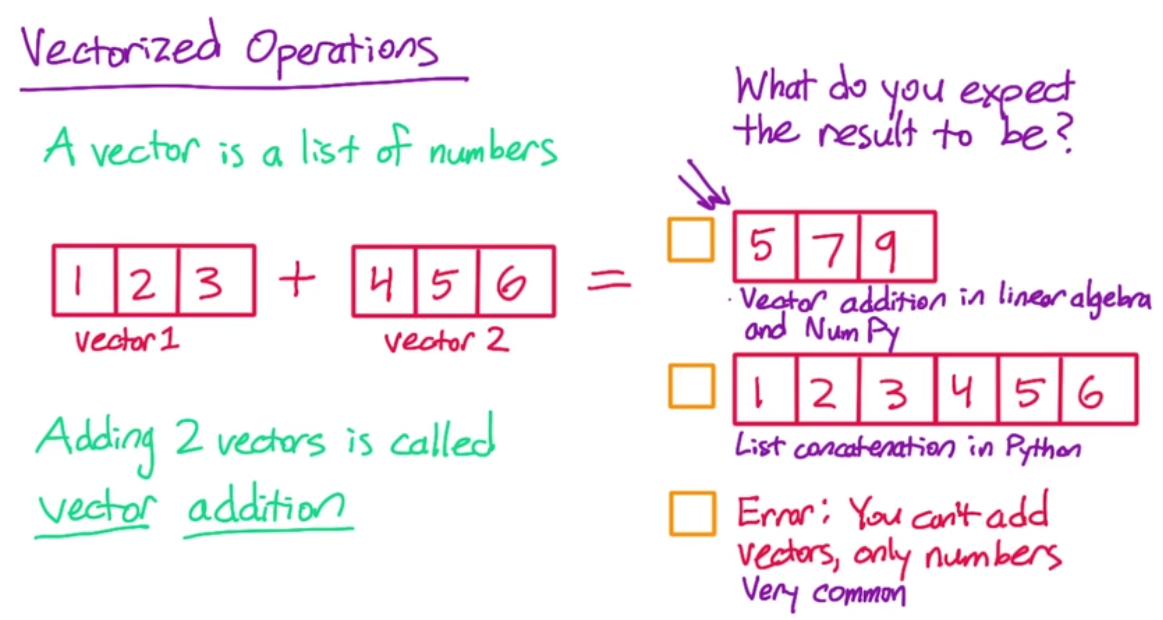 Vectorized Operations
A vector is a list of numbers
1 2 3 + 4 5 6 =
vector 1
vector 2
Adding 2 vectors is called
vector addition
What do you expect
the result to be?
5 7 9
Vector addition in linear algebra
and NumPy
1 2 3 4 5 6
List concatenation in Python
Error: You can't add
vectors, only numbers
Very common